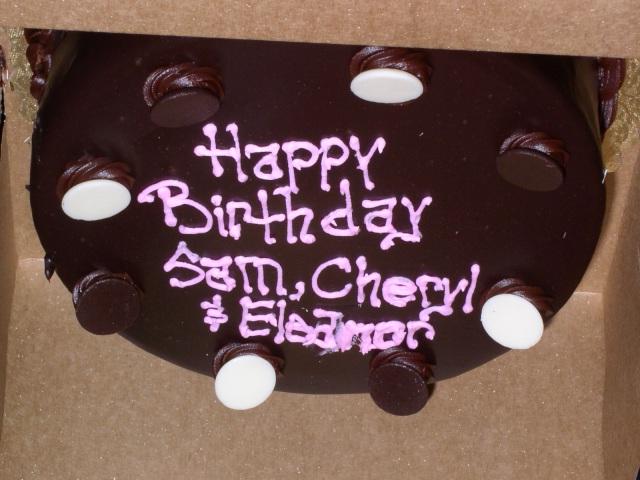 Happy
Birthday
Sam, Cheryl
& Eleanor